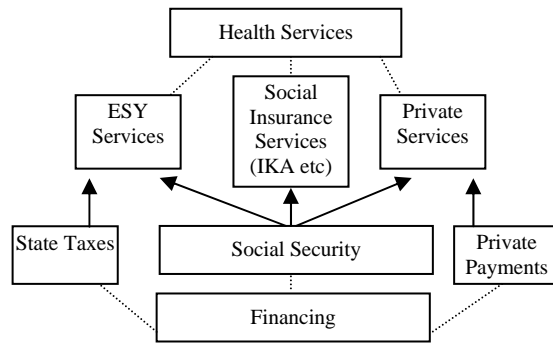 Health Services
ESY
Services
Social
Insurance
Services
(IKA etc)
Private
Services
State Taxes
Social Security
Private
Payments
Financing